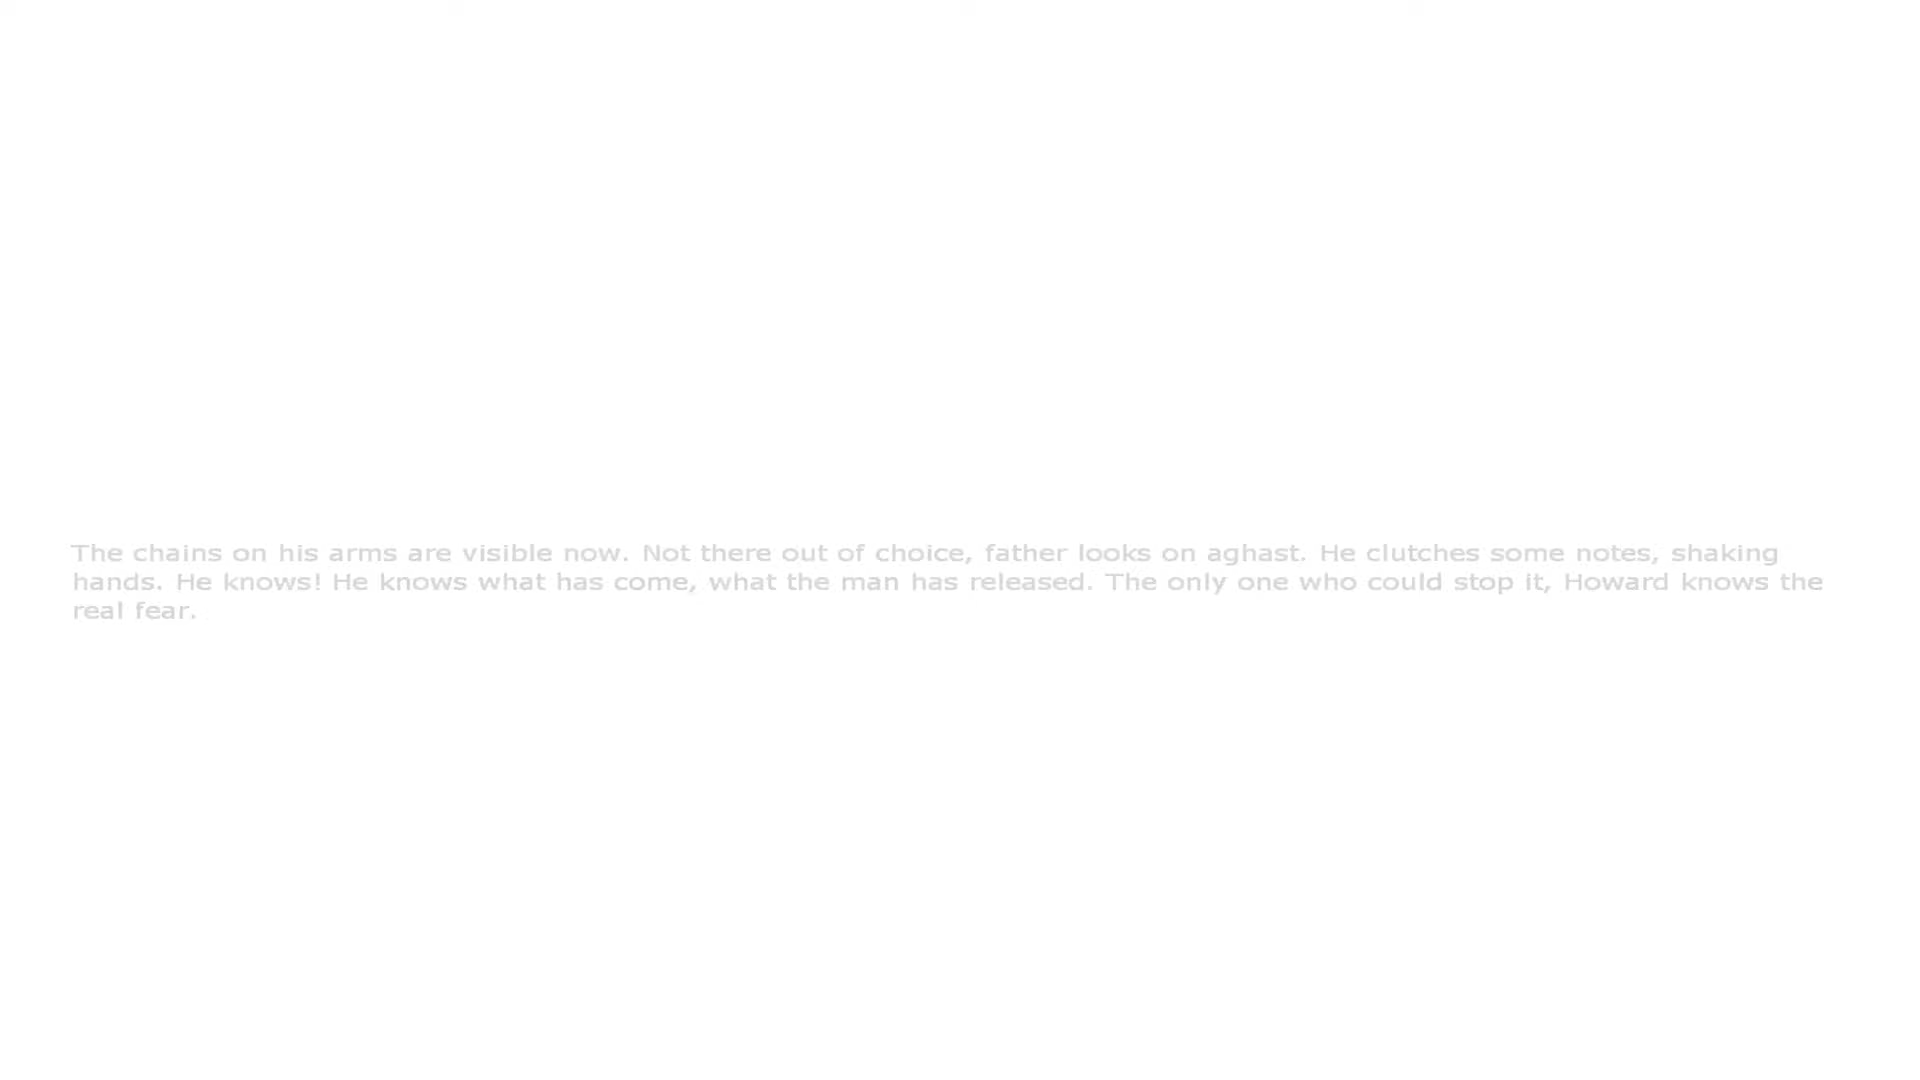 The chains on his arms are visible now. Not there out of choice, father looks on aghast. He clutches some notes, shaking
hands. He knows! He knows what has come, what the man has released. The only one who could stop it, Howard knows the
real fear.